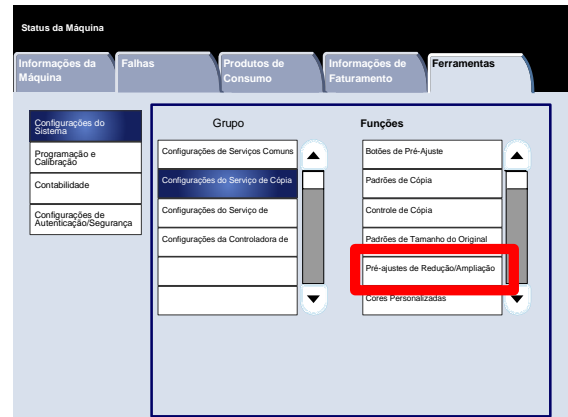 Status da Máquina
Informações da
Máquina
Falhas
Produtos de
Consumo
Informações de
Faturamento
Ferramentas
Configurações do
Sistema
Programação e
Calibração
Contabilidade
Configurações de
Autenticação/Segurança
Grupo
Configurações de Serviços Comuns
Configurações do Serviço de Cópia
Configurações do Serviço de
Configurações da Controladora de
Funções
Botões de Pré-Ajuste
Padrões de Cópia
Controle de Cópia
Padrões de Tamanho do Original
Pré-ajustes de Redução/Ampliação
Cores Personalizadas